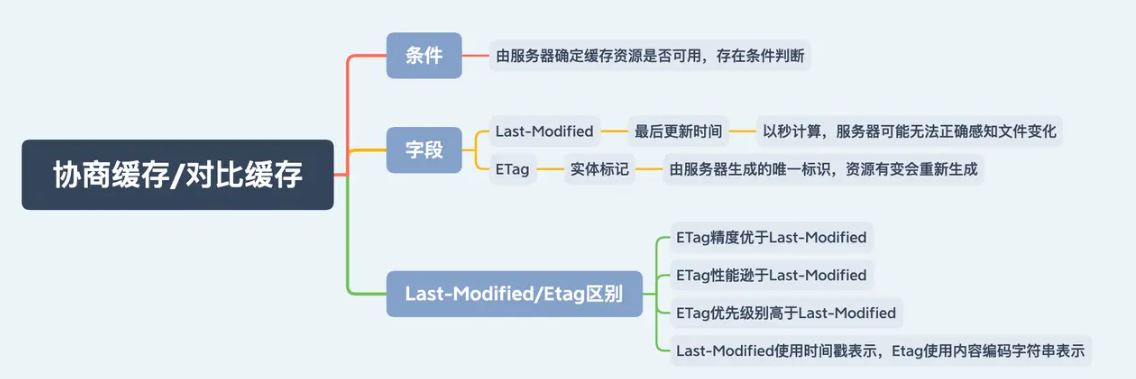 协商缓存/对比缓存
条件
由服务器确定缓存资源是否可用，存在条件判断
字段
Last-Modified
最后更新时间
以秒计算，服务器可能无法正确感知文件变化
ETag
实体标记
由服务器生成的唯一标识，资源有变会重新生成
Last-Modified/Etag区别
ETag精度优于Last-Modified
ETag性能逊于Last-Modified
ETag优先级别高于Last-Modified
Last-Modified使用时间戳表示，Etag使用内容编码字符串表示